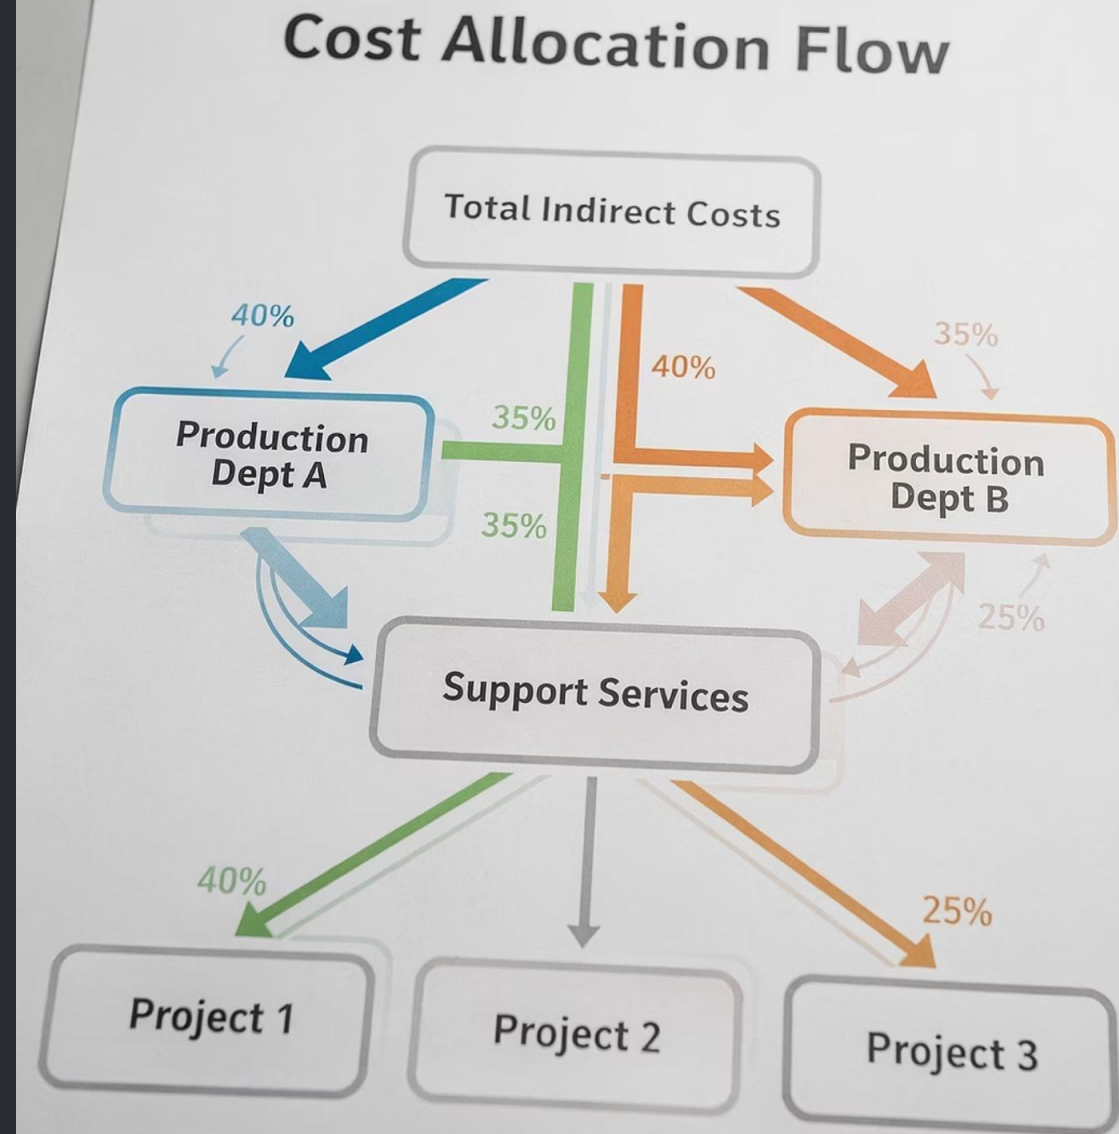 Cost Allocation Flow
Total Indirect Costs
40%
35%
40%
35%
Production
Dept A
Production
Dept B
35%
25%
Support Services
40%
25%
Project 1
Project 2
Project 3